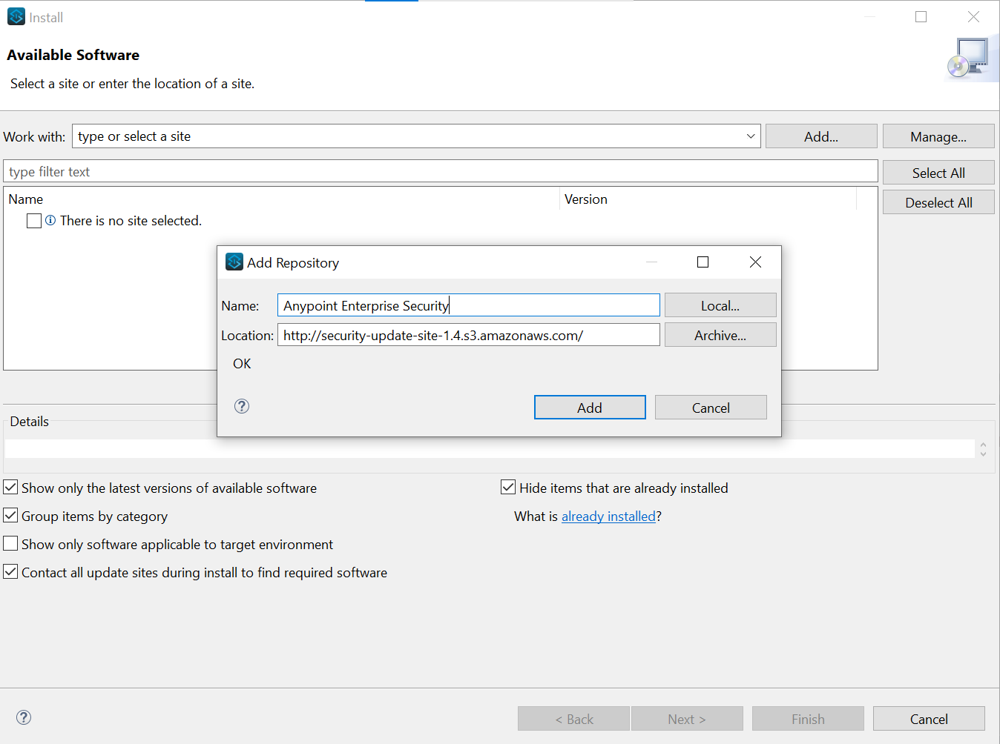 Install
Available Software
Select a site or enter the location of a site.
Work with: type or select a site Add... Manage...
type filter text Select All
Name Version Deselect All
There is no site selected.
Add Repository
Name: Anypoint Enterprise Security Local...
Location: http://security-update-site-1.4.s3.amazonaws.com/ Archive...
OK
? Add Cancel
Details
Show only the latest versions of available software Hide items that are already installed
Group items by category What is already installed?
Show only software applicable to target environment
Contact all update sites during install to find required software
? < Back Next > Finish Cancel